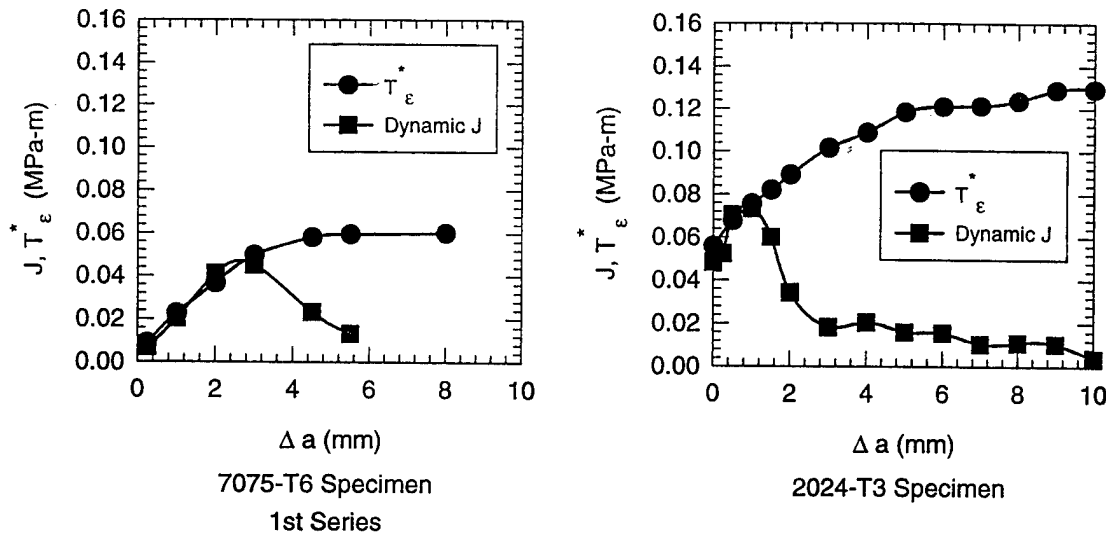 0.16
0.14
0.12
0.10
0.08
0.06
0.04
0.02
0.00
J, T*ε (MPa-m)
T*ε
Dynamic J
0 2 4 6 8 10
Δ a (mm)
7075-T6 Specimen
1st Series
0.16
0.14
0.12
0.10
0.08
0.06
0.04
0.02
0.00
J, T*ε (MPa-m)
T*ε
Dynamic J
0 2 4 6 8 10
Δ a (mm)
2024-T3 Specimen